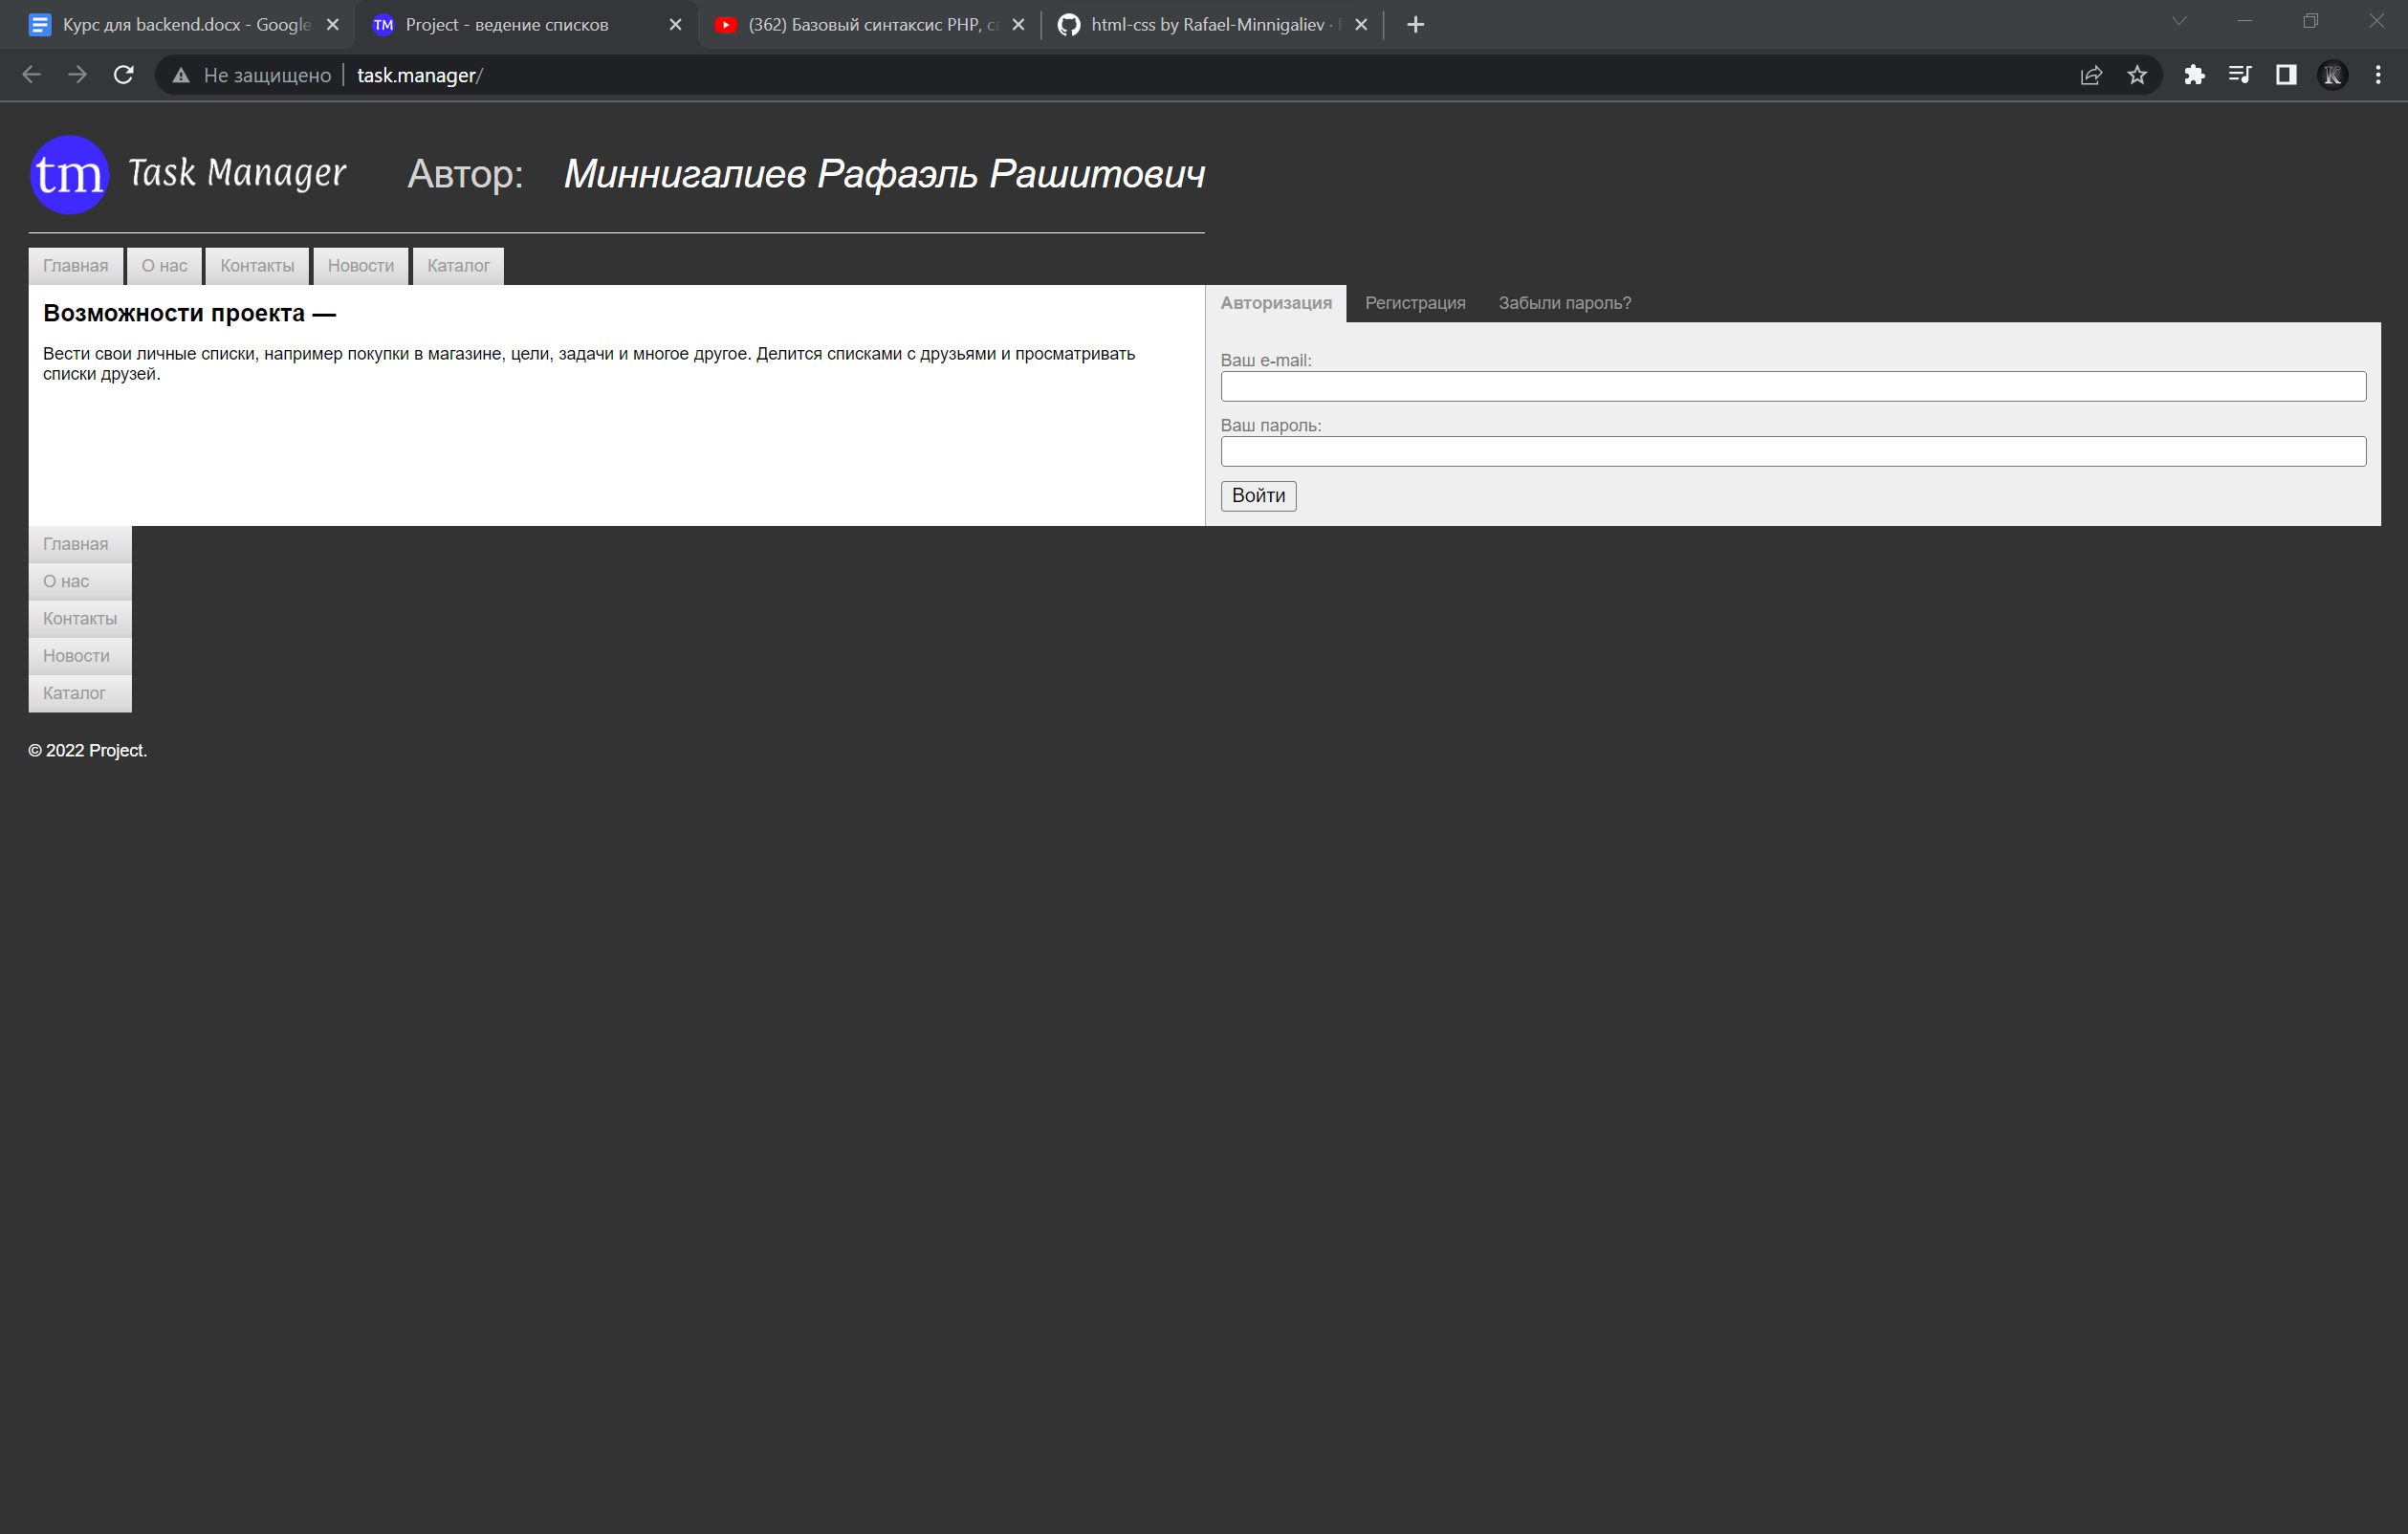 Курс для backend.docx - Google
Project - ведение списков
(362) Базовый синтаксис PHP, с
html-css by Rafael-Minnigaliev ·
Не защищено
task.manager/
K
tm Task Manager
Автор: Миннигалиев Рафаэль Рашитович
Главная
О нас
Контакты
Новости
Каталог
Возможности проекта —
Вести свои личные списки, например покупки в магазине, цели, задачи и многое другое. Делится списками с друзьями и просматривать
списки друзей.
Авторизация
Регистрация
Забыли пароль?
Ваш e-mail:
Ваш пароль:
Войти
Главная
О нас
Контакты
Новости
Каталог
© 2022 Project.